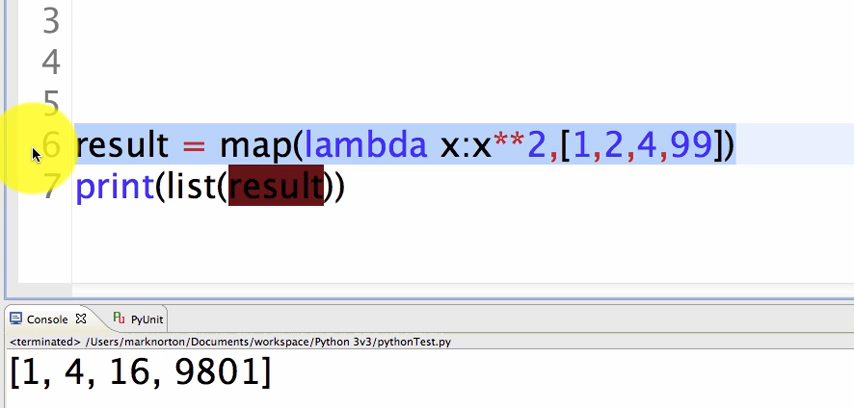 3
4
5
6 result = map(lambda x:x**2,[1,2,4,99])
7 print(list(result))
Console PyUnit
<terminated> /Users/marknorton/Documents/workspace/Python 3v3/pythonTest.py
[1, 4, 16, 9801]